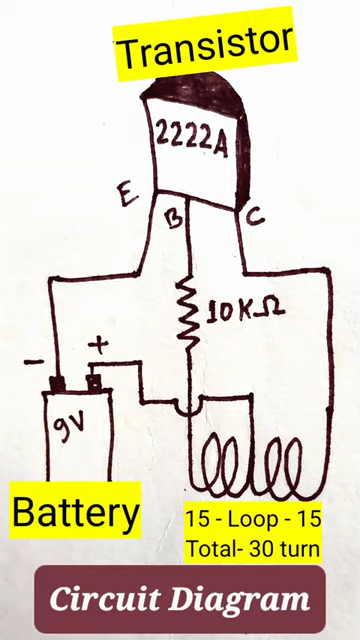 Transistor
2222A
E
B
C
10KΩ
- +
9V
Battery
15 - Loop - 15
Total- 30 turn
Circuit Diagram